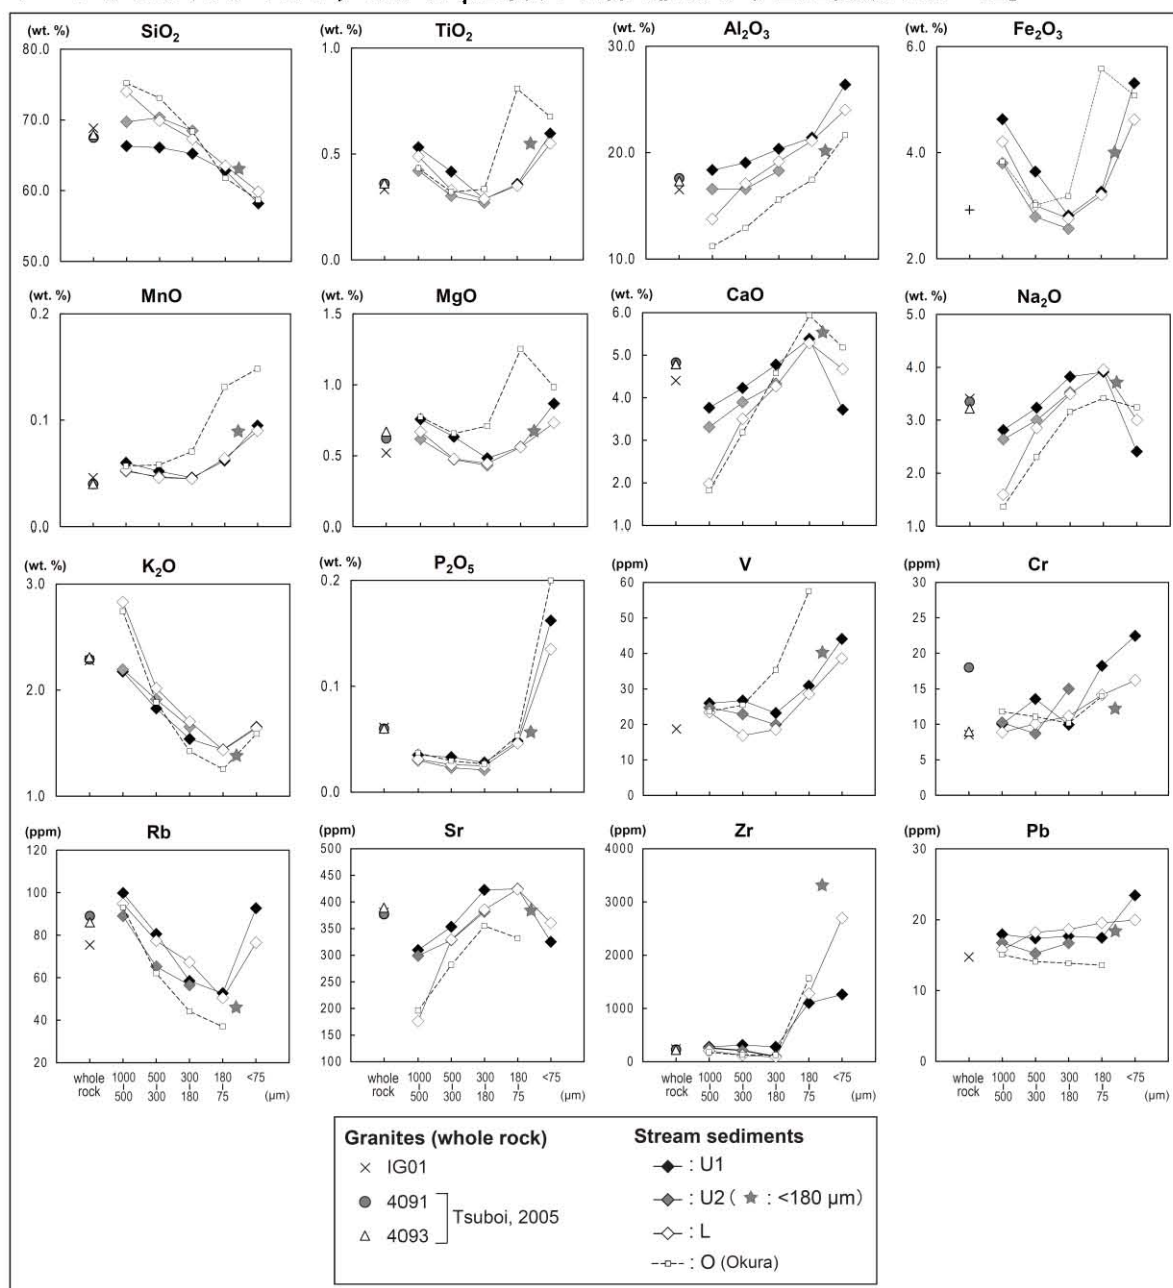 (wt. %) SiO2 (wt. %) TiO2 (wt. %) Al2O3 (wt. %) Fe2O3
80.0 1.0 30.0 6.0
70.0 0.5 20.0 4.0
60.0
50.0 0.0 10.0 2.0
(wt. %) MnO (wt. %) MgO (wt. %) CaO (wt. %) Na2O
0.2 1.5 6.0 5.0
5.0 4.0
1.0 4.0
0.1 3.0
0.5 3.0
2.0 2.0
0.0 0.0 1.0 1.0
(wt. %) K2O (wt. %) P2O5 (ppm) V (ppm) Cr
3.0 0.2 60 30
50 25
40 20
2.0 0.1 30 15
20 10
10 5
1.0 0.0 0 0
(ppm) Rb (ppm) Sr (ppm) Zr (ppm) Pb
120 500 4000 30
450
100 400 3000
80 350 20
300 2000
60 250
200 1000 10
40 150
20 100 0 0
whole rock 1000 | 500 500 | 300 300 | 180 180 | 75 <75 (µm)
whole rock 1000 | 500 500 | 300 300 | 180 180 | 75 <75 (µm)
whole rock 1000 | 500 500 | 300 300 | 180 180 | 75 <75 (µm)
whole rock 1000 | 500 500 | 300 300 | 180 180 | 75 <75 (µm)
Granites (whole rock)
× IG01
4091
4093
Tsuboi, 2005
Stream sediments
: U1
: U2 ( ★ : <180 µm)
: L
: O (Okura)